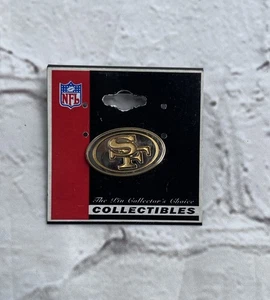 NFL
SF
The Pin Collector's Choice
COLLECTIBLES